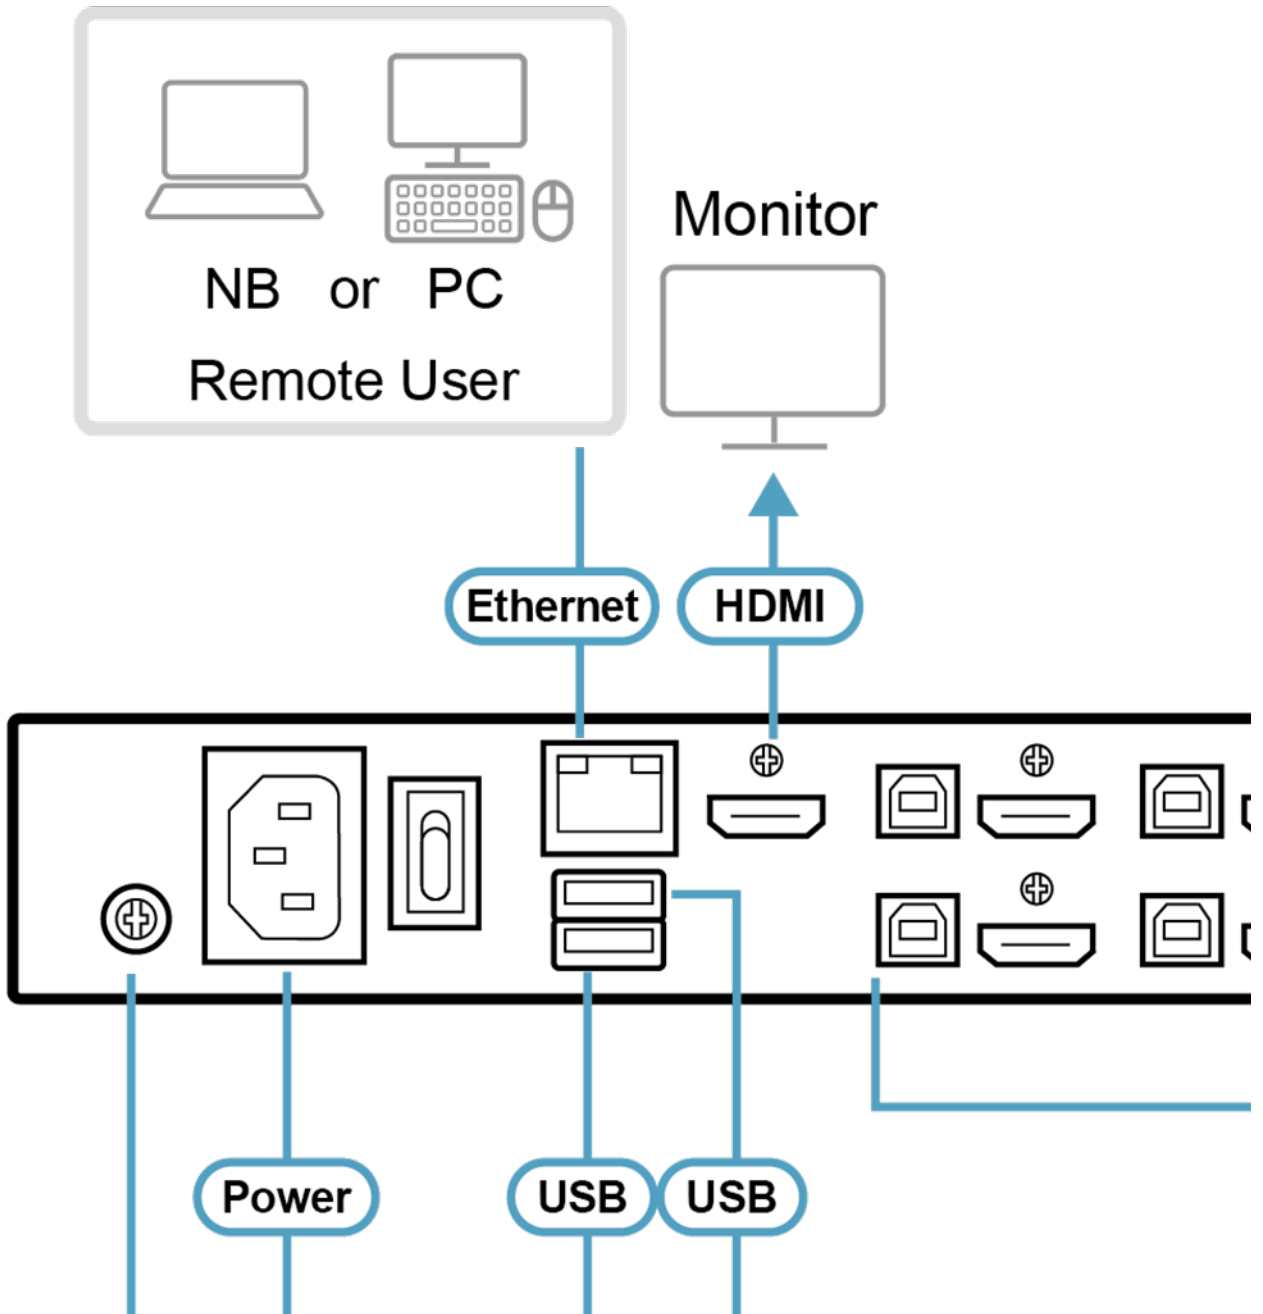 Monitor
NB or PC
Remote User
Ethernet
HDMI
Power
USB
USB